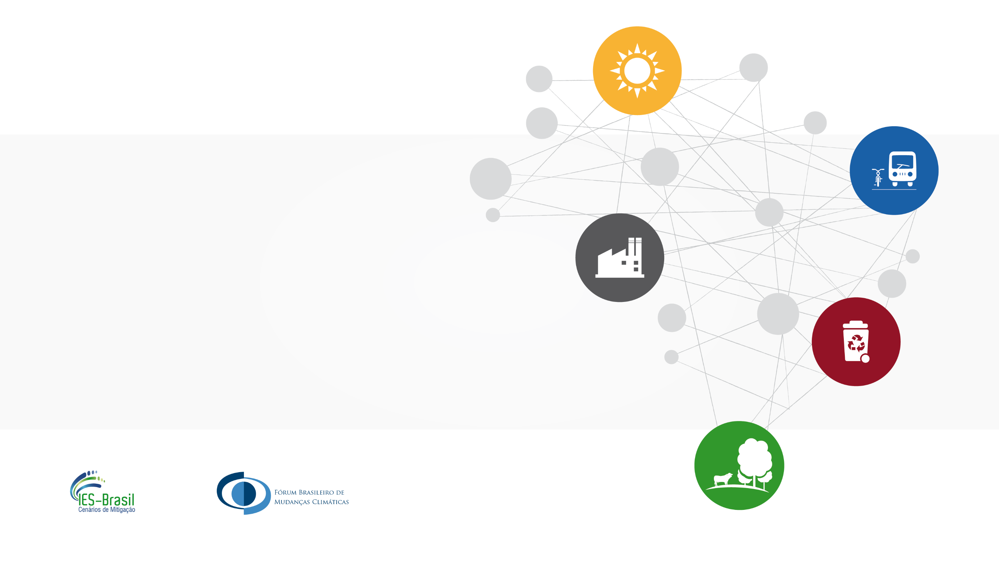 IES-Brasil
Cenários de Mitigação
Fórum Brasileiro de
Mudanças Climáticas